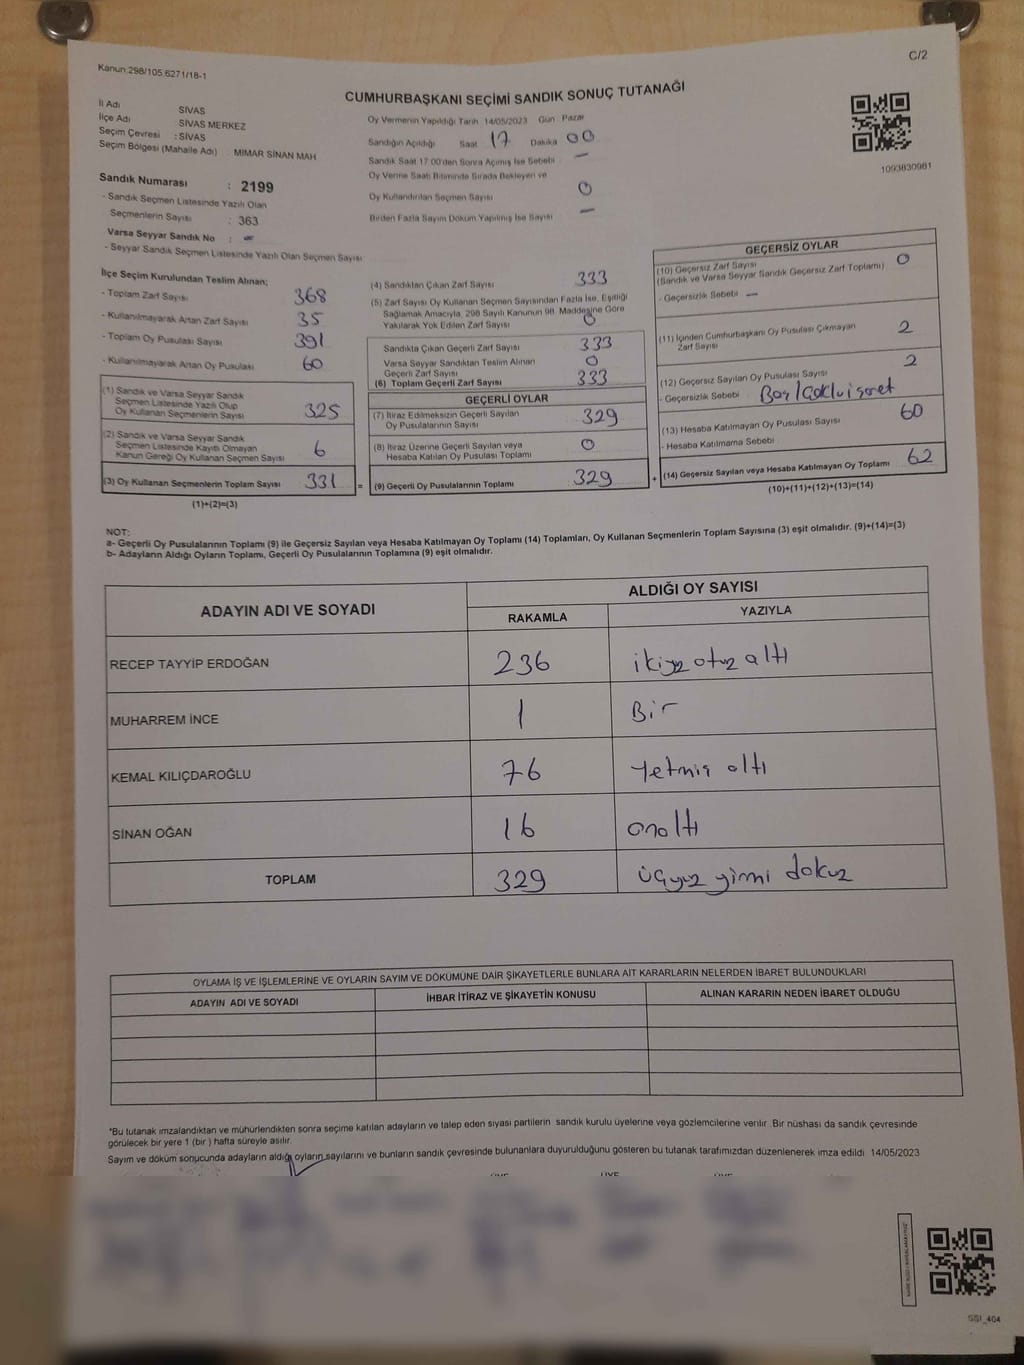 C/2
Kanun:298/105.6271/18-1
CUMHURBAŞKANI SEÇİMİ SANDIK SONUÇ TUTANAĞI
İl Adı SİVAS
İlçe Adı SİVAS MERKEZ
Seçim Çevresi : SİVAS
Seçim Bölgesi (Mahalle Adı) MİMAR SİNAN MAH
Sandık Numarası : 2199
- Sandık Seçmen Listesinde Yazılı Olan
Seçmenlerin Sayısı : 363
Varsa Seyyar Sandık No : -
- Seyyar Sandık Seçmen Listesinde Yazılı Olan Seçmen Sayısı
Oy Vermenin Yapıldığı Tarih 14/05/2023 Gün Pazar
Sandığın Açıldığı Saat 17 Dakika 00
Sandık Saat 17:00'den Sonra Açımış İse Sebebi —
Oy Verme Saati Bitiminde Sırada Bekleyen ve
Oy Kullandırılan Seçmen Sayısı 0
Birden Fazla Sayım Döküm Yapılmış İse Sayısı —
1093830981
İlçe Seçim Kurulundan Teslim Alınan;
- Toplam Zarf Sayısı 368
- Kullanılmayarak Artan Zarf Sayısı 35
- Toplam Oy Pusulası Sayısı 391
- Kullanılmayarak Artan Oy Pusulası 60
(1) Sandık ve Varsa Seyyar Sandık
Seçmen Listesinde Yazılı Olup
Oy Kullanan Seçmenlerin Sayısı 325
(2) Sandık ve Varsa Seyyar Sandık
Seçmen Listesinde Kayıtlı Olmayan
Kanun Gereği Oy Kullanan Seçmen Sayısı 6
(3) Oy Kullanan Seçmenlerin Toplam Sayısı 331 =
(1)+(2)=(3)
(4) Sandıktan Çıkan Zarf Sayısı 333
(5) Zarf Sayısı Oy Kullanan Seçmen Sayısından Fazla İse, Eşitliği
Sağlamak Amacıyla, 298 Sayılı Kanunun 98. Maddesine Göre
Yakılarak Yok Edilen Zarf Sayısı 0
Sandıkta Çıkan Geçerli Zarf Sayısı 333
Varsa Seyyar Sandıktan Teslim Alınan
Geçerli Zarf Sayısı 0
(6) Toplam Geçerli Zarf Sayısı 333
GEÇERLİ OYLAR
(7) İtiraz Edilmeksizin Geçerli Sayılan
Oy Pusulasının Sayısı 329
(8) İtiraz Üzerine Geçerli Sayılan veya
Hesaba Katılan Oy Pusulası Toplamı 0
(9) Geçerli Oy Pusulalarının Toplamı 329 +
GEÇERSİZ OYLAR
(10) Geçersiz Zarf Sayısı
(Sandık ve Varsa Seyyar Sandık Geçersiz Zarf Toplamı) 0
- Geçersizlik Sebebi —
(11) İçinden Cumhurbaşkanı Oy Pusulası Çıkmayan
Zarf Sayısı 2
(12) Geçersiz Sayılan Oy Pusulası Sayısı 2
- Geçersizlik Sebebi Boş/Çoklu işaret
(13) Hesaba Katılmayan Oy Pusulası Sayısı 60
- Hesaba Katılmama Sebebi
(14) Geçersiz Sayılan veya Hesaba Katılmayan Oy Toplamı 62
(10)+(11)+(12)+(13)=(14)
NOT:
a- Geçerli Oy Pusulalarının Toplamı (9) ile Geçersiz Sayılan veya Hesaba Katılmayan Oy Toplamı (14) Toplamları, Oy Kullanan Seçmenlerin Toplam Sayısına (3) eşit olmalıdır. (9)+(14)=(3)
b- Adayların Aldığı Oyların Toplamı, Geçerli Oy Pusulalarının Toplamına (9) eşit olmalıdır.
ADAYIN ADI VE SOYADI ALDIĞI OY SAYISI
RAKAMLA YAZIYLA
RECEP TAYYİP ERDOĞAN 236 ikiyüz otuz altı
MUHARREM İNCE 1 Bir
KEMAL KILIÇDAROĞLU 76 Yetmiş altı
SİNAN OĞAN 16 onaltı
TOPLAM 329 üçyüz yirmi dokuz
OYLAMA İŞ VE İŞLEMLERİNE VE OYLARIN SAYIM VE DÖKÜMÜNE DAİR ŞİKAYETLERLE BUNLARA AİT KARARLARIN NELERDEN İBARET BULUNDUKLARI
ADAYIN ADI VE SOYADI İHBAR İTİRAZ VE ŞİKAYETİN KONUSU ALINAN KARARIN NEDEN İBARET OLDUĞU
*Bu tutanak imzalandıktan ve mühürlendikten sonra seçime katılan adayların ve talep eden siyasi partilerin sandık kurulu üyelerine veya gözlemcilerine verilir. Bir nüshası da sandık çevresinde
görülecek bir yere 1 (bir ) hafta süreyle asılır.
Sayım ve döküm sonucunda adayların aldığı oyların sayılarını ve bunların sandık çevresinde bulunanlara duyurulduğunu gösteren bu tutanak tarafımızdan düzenlenerek imza edildi 14/05/2023
SSI_404